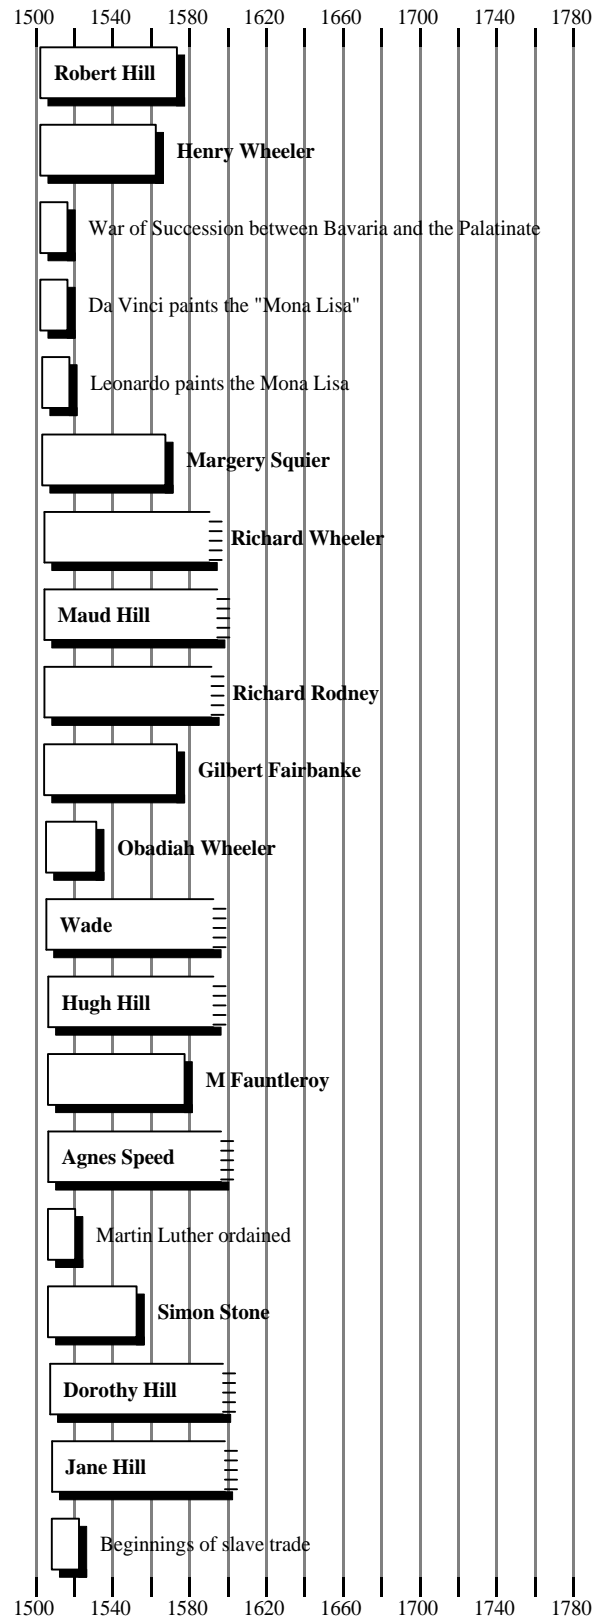 1500 1540 1580 1620 1660 1700 1740 1780
Robert Hill
Henry Wheeler
War of Succession between Bavaria and the Palatinate
Da Vinci paints the "Mona Lisa"
Leonardo paints the Mona Lisa
Margery Squier
Richard Wheeler
Maud Hill
Richard Rodney
Gilbert Fairbanke
Obadiah Wheeler
Wade
Hugh Hill
M Fauntleroy
Agnes Speed
Martin Luther ordained
Simon Stone
Dorothy Hill
Jane Hill
Beginnings of slave trade
1500 1540 1580 1620 1660 1700 1740 1780